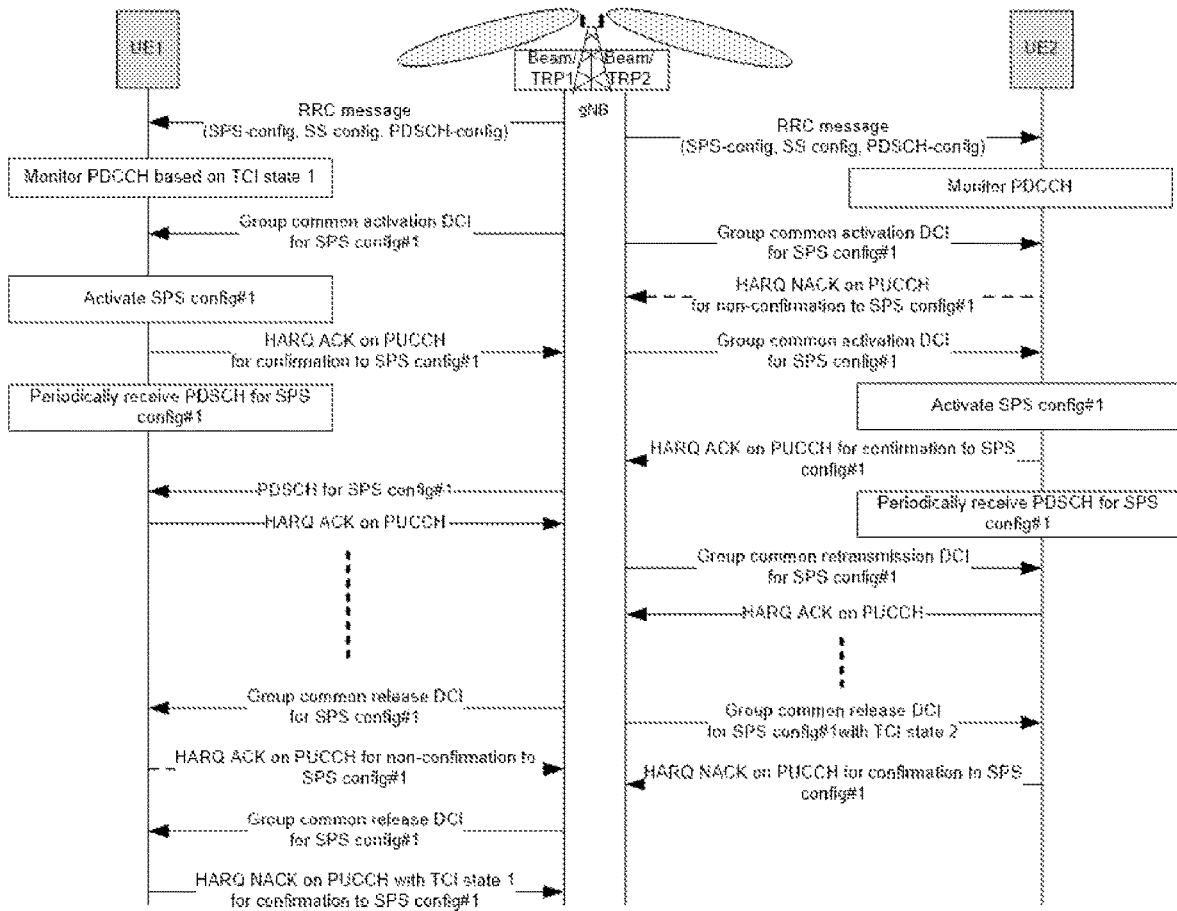 UE1
Beam/
TRP1
Beam/
TRP2
gNB
UE2
RRC message
(SPS-config, SS config, PDSCH-config)
RRC message
(SPS-config, SS config, PDSCH-config)
Monitor PDCCH based on TCI state 1
Monitor PDCCH
Group common activation DCI
for SPS config#1
Group common activation DCI
for SPS config#1
Activate SPS config#1
HARQ NACK on PUCCH
for non-confirmation to SPS config#1
HARQ ACK on PUCCH
for confirmation to SPS config#1
Group common activation DCI
for SPS config#1
Periodically receive PDSCH for SPS
config#1
Activate SPS config#1
HARQ ACK on PUCCH for confirmation to SPS
config#1
PDSCH for SPS config#1
Periodically receive PDSCH for SPS
config#1
HARQ ACK on PUCCH
Group common retransmission DCI
for SPS config#1
HARQ ACK on PUCCH
Group common release DCI
for SPS config#1
Group common release DCI
for SPS config#1with TCI state 2
HARQ ACK on PUCCH for non-confirmation to
SPS config#1
HARQ NACK on PUCCH for confirmation to SPS
config#1
Group common release DCI
for SPS config#1
HARQ NACK on PUCCH with TCI state 1
for confirmation to SPS config#1